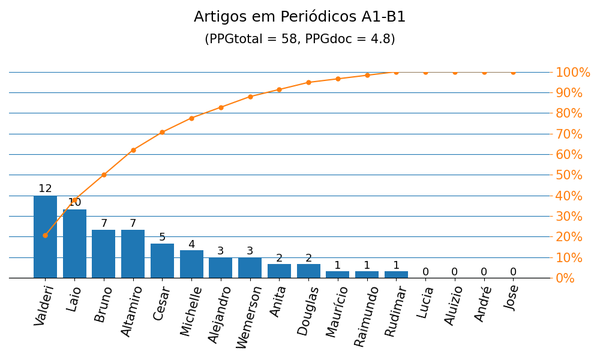 Artigos em Periódicos A1-B1
(PPGtotal = 58, PPGdoc = 4.8)
100%
90%
80%
70%
60%
50%
40%
30%
20%
10%
0%
12
10
7
7
5
4
3
3
2
2
1
1
1
0
0
0
0
Valderi
Laio
Bruno
Altamiro
Cesar
Michelle
Alejandro
Wemerson
Anita
Douglas
Maurício
Raimundo
Rudimar
Lucia
Aluizio
André
Jose